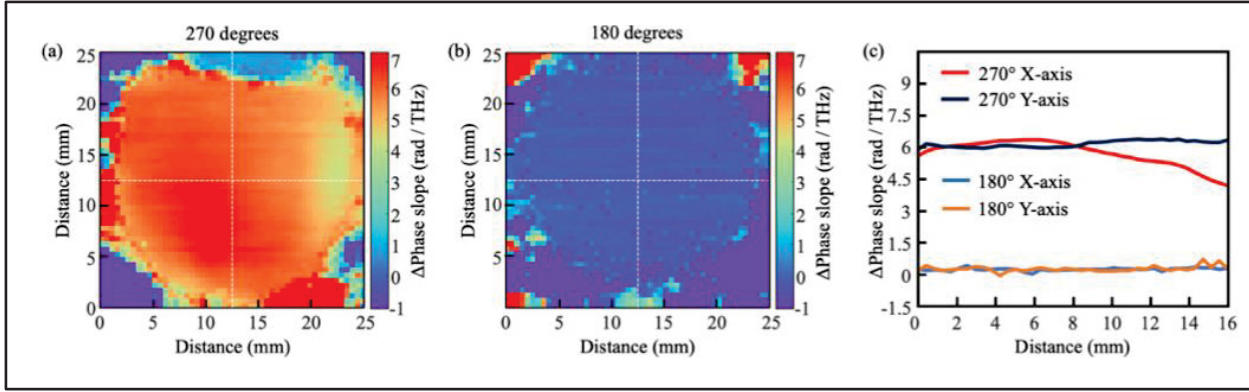 (a)
270 degrees
25
20
15
10
5
0
0 5 10 15 20 25
Distance (mm)
Distance (mm)
7
6
5
4
3
2
1
0
-1
ΔPhase slope (rad / THz)
(b)
180 degrees
25
20
15
10
5
0
0 5 10 15 20 25
Distance (mm)
Distance (mm)
7
6
5
4
3
2
1
0
-1
ΔPhase slope (rad / THz)
(c)
9
7.5
6
4.5
3
1.5
0
-1.5
0 2 4 6 8 10 12 14 16
ΔPhase slope (rad / THz)
Distance (mm)
270° X-axis
270° Y-axis
180° X-axis
180° Y-axis